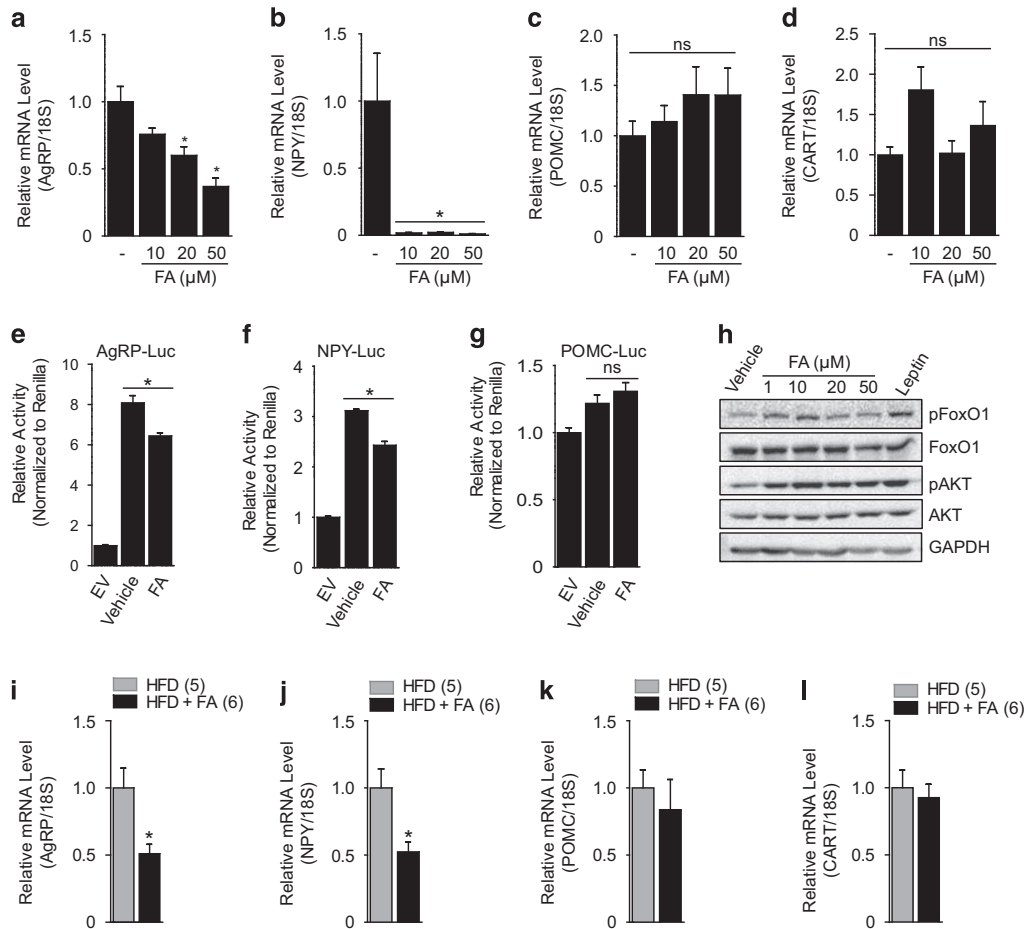 a
Relative mRNA Level
(AgRP/18S)
1.5
1.0
0.5
0
*
*
- 10 20 50
FA (µM)
b
Relative mRNA Level
(NPY/18S)
1.5
1.0
0.5
0
*
- 10 20 50
FA (µM)
c
Relative mRNA Level
(POMC/18S)
2.0
1.5
1.0
0.5
0
ns
- 10 20 50
FA (µM)
d
Relative mRNA Level
(CART/18S)
2.5
2.0
1.5
1.0
0.5
0
ns
- 10 20 50
FA (µM)
e
AgRP-Luc
Relative Activity
(Normalized to Renilla)
10
8
6
4
2
0
*
EV
Vehicle
FA
f
NPY-Luc
Relative Activity
(Normalized to Renilla)
4
3
2
1
0
*
EV
Vehicle
FA
g
POMC-Luc
Relative Activity
(Normalized to Renilla)
1.5
1.0
0.5
0
ns
EV
Vehicle
FA
h
Vehicle
FA (µM)
1 10 20 50
Leptin
pFoxO1
FoxO1
pAKT
AKT
GAPDH
i
HFD (5)
HFD + FA (6)
Relative mRNA Level
(AgRP/18S)
1.5
1.0
0.5
0
*
j
HFD (5)
HFD + FA (6)
Relative mRNA Level
(NPY/18S)
1.5
1.0
0.5
0
*
k
HFD (5)
HFD + FA (6)
Relative mRNA Level
(POMC/18S)
1.5
1.0
0.5
0
l
HFD (5)
HFD + FA (6)
Relative mRNA Level
(CART/18S)
1.5
1.0
0.5
0